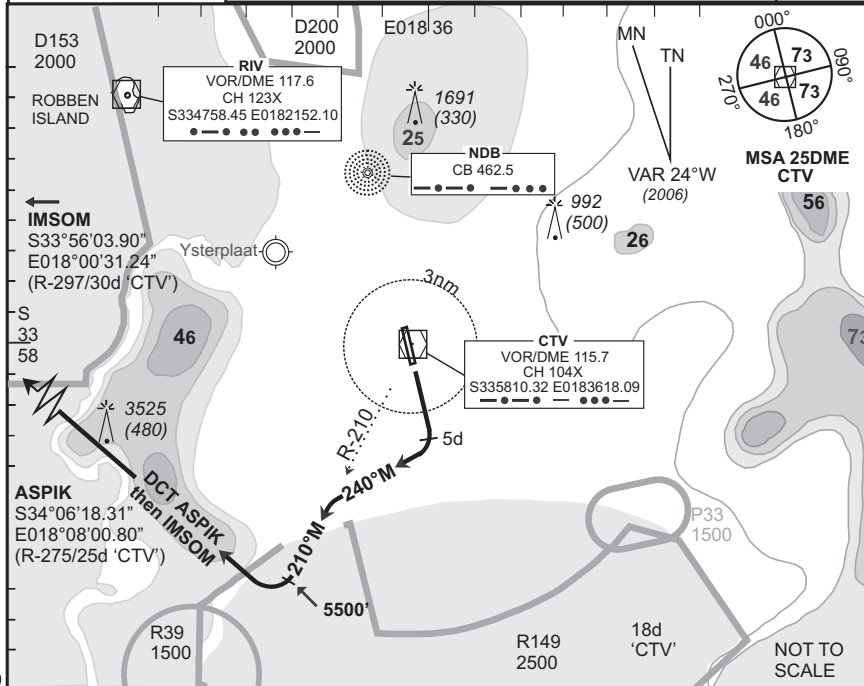 D153
2000
D200
2000
E018 36
MN
TN
000°
46
73
090°
270°
46
73
180°
RIV
VOR/DME 117.6
CH 123X
S334758.45 E0182152.10
ROBBEN
ISLAND
1691
(330)
25
NDB
CB 462.5
VAR 24°W
(2006)
MSA 25DME
CTV
56
992
(500)
26
IMSOM
S33°56’03.90”
E018°00’31.24”
(R-297/30d ‘CTV’)
Ysterplaat
3nm
S
33
58
46
73
CTV
VOR/DME 115.7
CH 104X
S335810.32 E0183618.09
3525
(480)
R-210
5d
240°M
ASPIK
S34°06’18.31”
E018°08’00.80”
(R-275/25d ‘CTV’)
DCT ASPIK
then IMSOM
210°M
P33
1500
5500’
R39
1500
R149
2500
18d
‘CTV’
NOT TO
SCALE